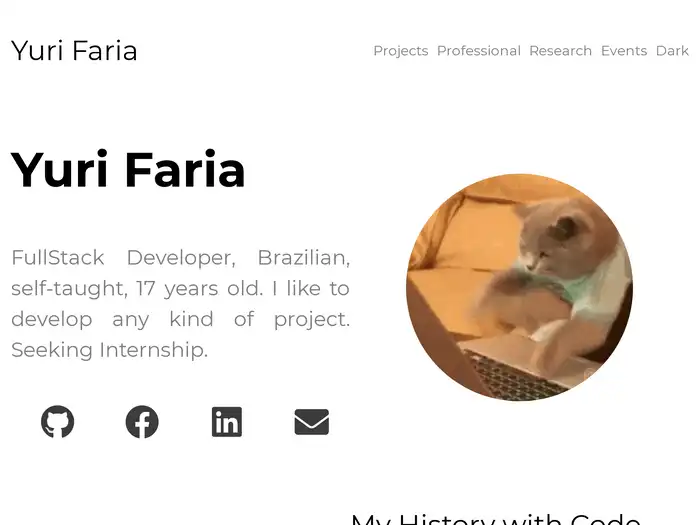 Yuri Faria
Projects Professional Research Events Dark
Yuri Faria
FullStack Developer, Brazilian,
self-taught, 17 years old. I like to
develop any kind of project.
Seeking Internship.
in
My History with Code